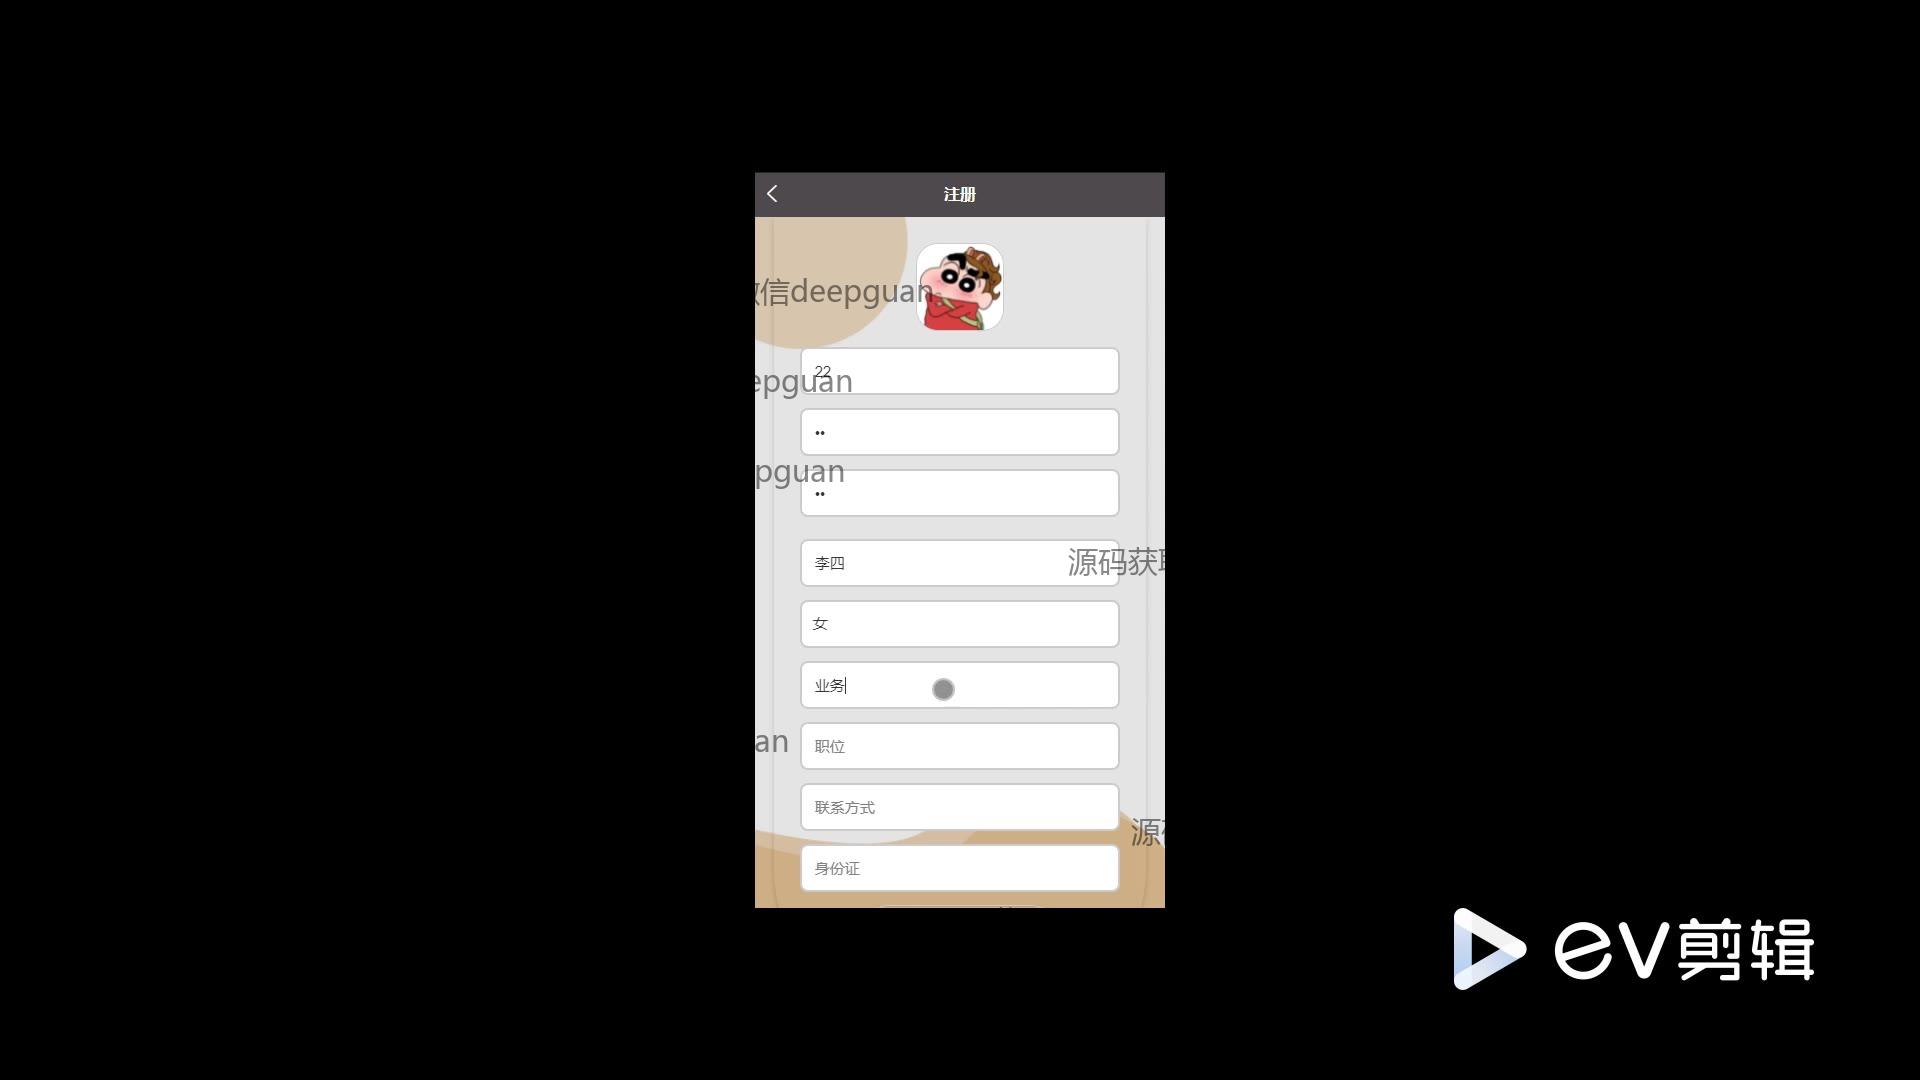 注册
微信deepguan
22
epguan
••
pguan
••
李四
源码获取
女
业务
an
职位
联系方式
源码
身份证
ev剪辑